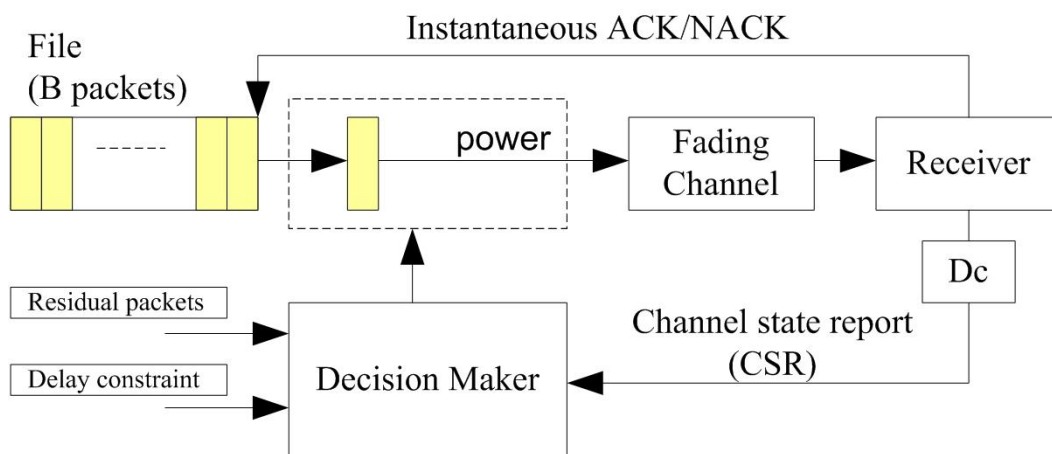 Instantaneous ACK/NACK
File
(B packets)
power
Fading
Channel
Receiver
Dc
Residual packets
Channel state report
(CSR)
Delay constraint
Decision Maker